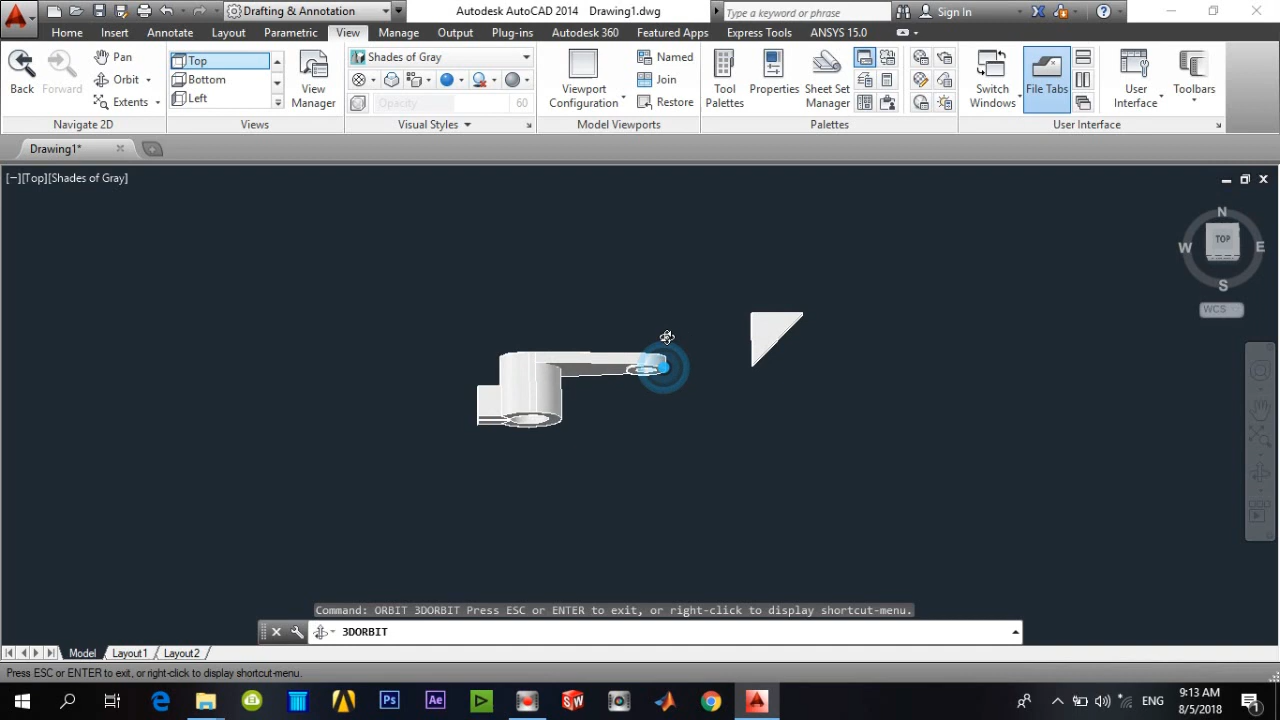 Drafting & Annotation
Autodesk AutoCAD 2014 Drawing1.dwg
Type a keyword or phrase
Sign In
Home Insert Annotate Layout Parametric View Manage Output Plug-ins Autodesk 360 Featured Apps Express Tools ANSYS 15.0
Back
Forward
Pan
Orbit
Extents
Navigate 2D
Top
Bottom
Left
View
Manager
Views
Shades of Gray
Opacity 60
Visual Styles
Viewport
Configuration
Named
Join
Restore
Model Viewports
Tool
Palettes
Properties
Sheet Set
Manager
Palettes
Switch
Windows
File Tabs
User
Interface
Toolbars
User Interface
Drawing1*
[−][Top][Shades of Gray]
N
W TOP E
S
WCS
Command: ORBIT 3DORBIT Press ESC or ENTER to exit, or right-click to display shortcut-menu.
3DORBIT
Model Layout1 Layout2
Press ESC or ENTER to exit, or right-click to display shortcut-menu.
Ps
Ae
SW
ENG
9:13 AM
8/5/2018
1